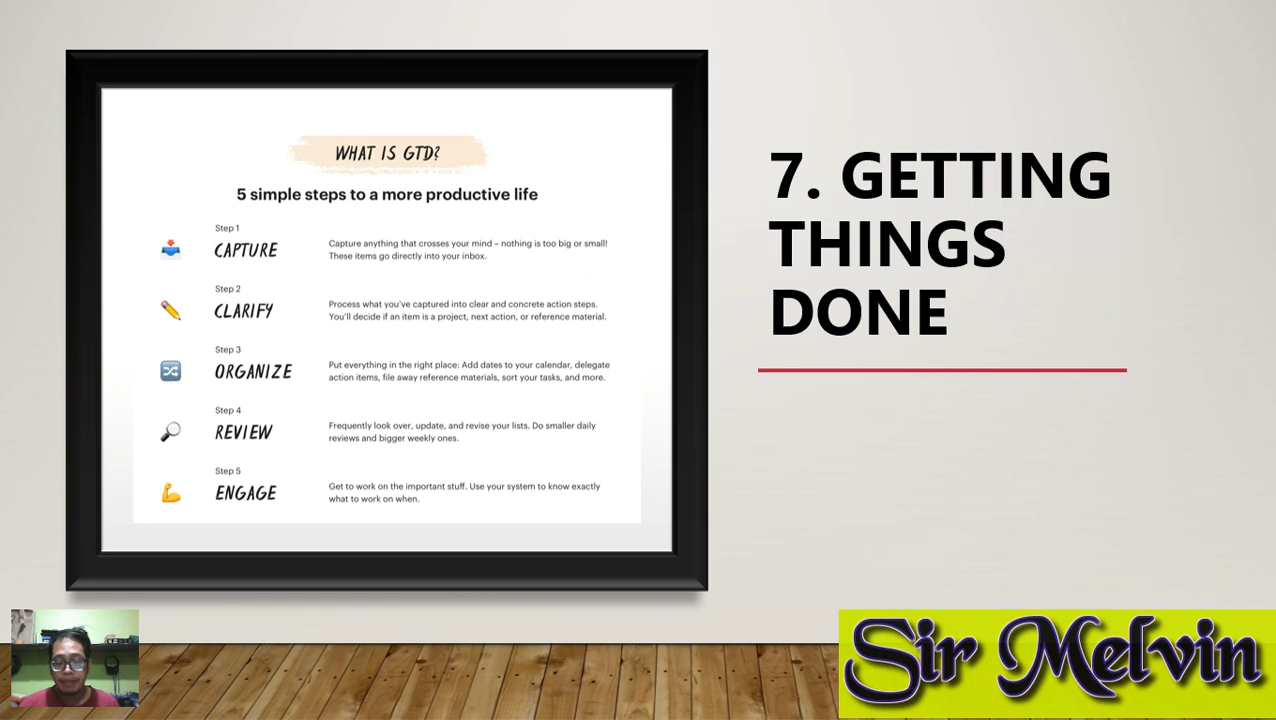 WHAT IS GTD?
5 simple steps to a more productive life
Step 1
CAPTURE
Capture anything that crosses your mind – nothing is too big or small!
These items go directly into your inbox.
Step 2
CLARIFY
Process what you've captured into clear and concrete action steps.
You'll decide if an item is a project, next action, or reference material.
Step 3
ORGANIZE
Put everything in the right place: Add dates to your calendar, delegate
action items, file away reference materials, sort your tasks, and more.
Step 4
REVIEW
Frequently look over, update, and revise your lists. Do smaller daily
reviews and bigger weekly ones.
Step 5
ENGAGE
Get to work on the important stuff. Use your system to know exactly
what to work on when.
7. GETTING
THINGS
DONE
Sir Melvin